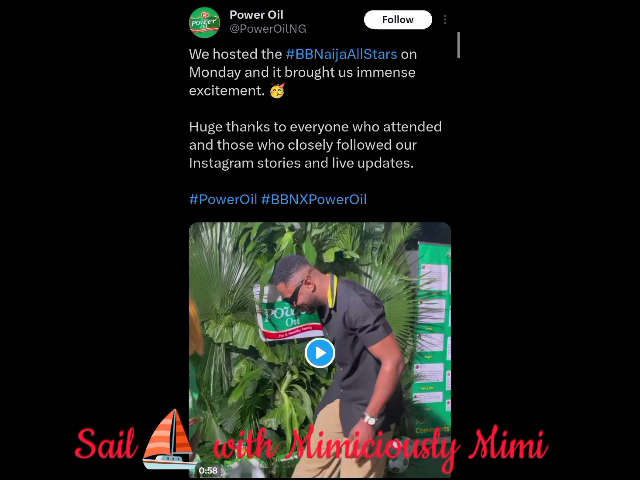 Power Oil
Follow
@PowerOilNG
We hosted the #BBNaijaAllStars on
Monday and it brought us immense
excitement. 🥳
Huge thanks to everyone who attended
and those who closely followed our
Instagram stories and live updates.
#PowerOil #BBNXPowerOil
Power
Oil
Sail with Mimiciously Mimi
0:58